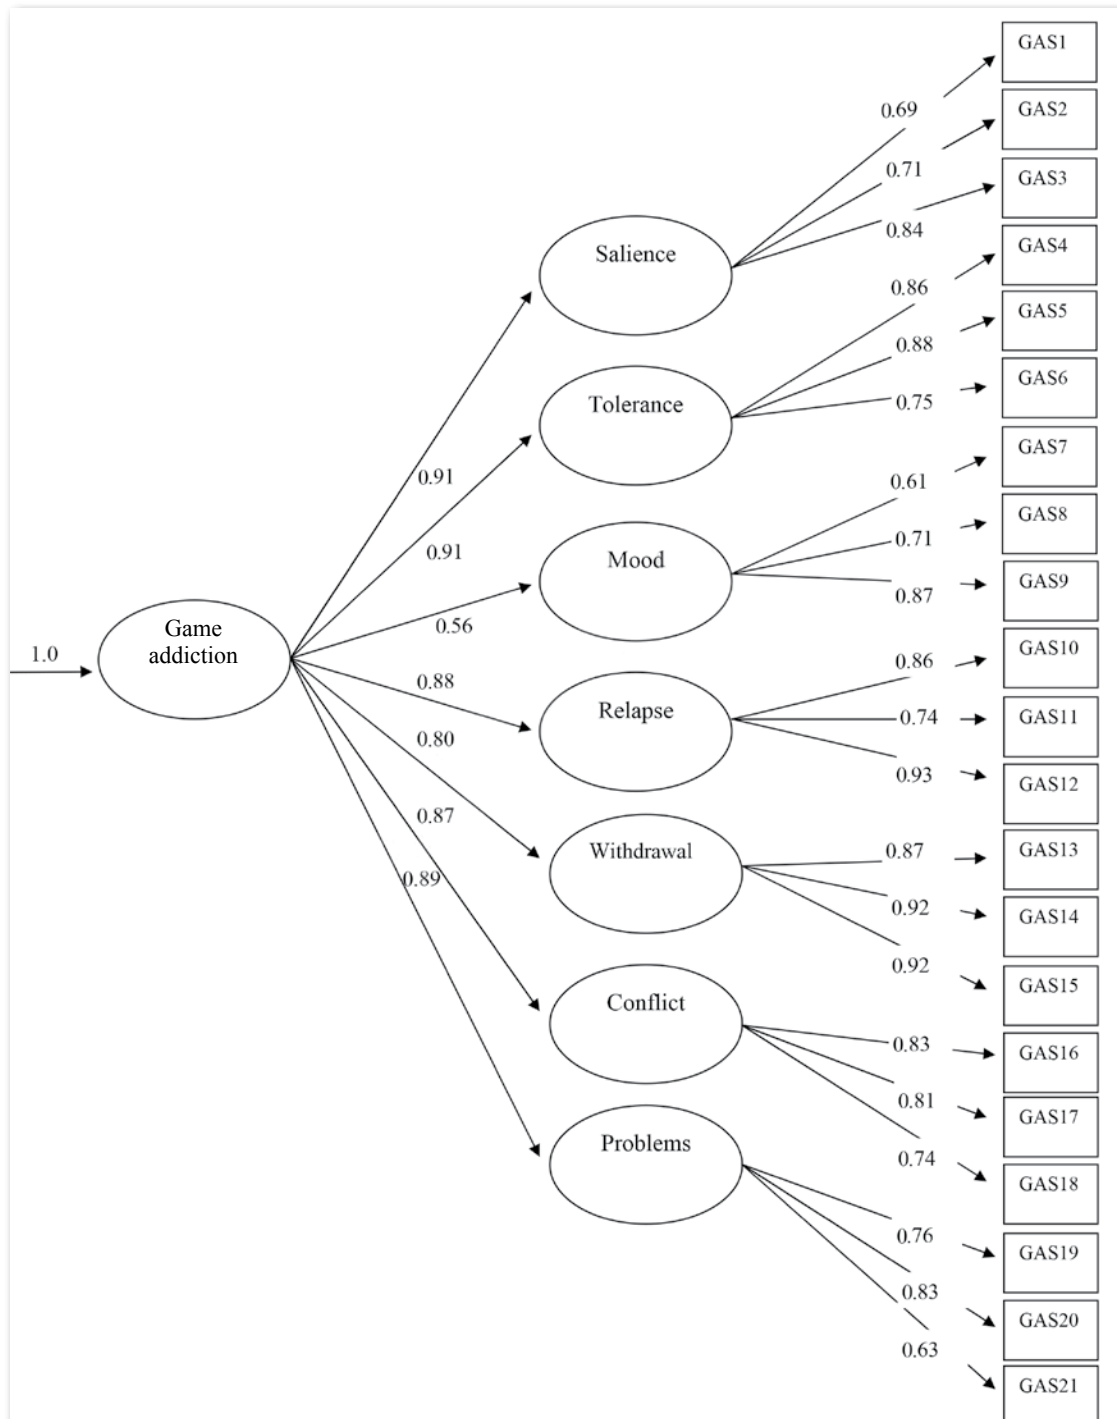 GAS1
0.69
GAS2
0.71
GAS3
0.84
Salience
GAS4
0.86
GAS5
0.88
GAS6
0.75
Tolerance
GAS7
0.61
GAS8
0.71
GAS9
0.87
Mood
0.91
0.91
0.56
Game
addiction
1.0
0.88
0.80
0.87
0.89
GAS10
0.86
GAS11
0.74
GAS12
0.93
Relapse
GAS13
0.87
GAS14
0.92
GAS15
0.92
Withdrawal
GAS16
0.83
GAS17
0.81
GAS18
0.74
Conflict
Problems
GAS19
0.76
GAS20
0.83
GAS21
0.63